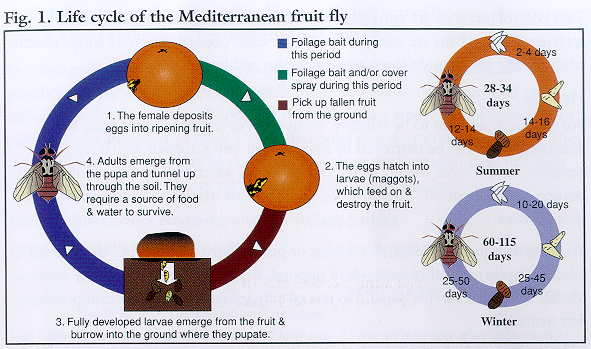 Fig. 1. Life cycle of the Mediterranean fruit fly
Foilage bait during
this period
Foilage bait and/or cover
spray during this period
Pick up fallen fruit
from the ground
1. The female deposits
eggs into ripening fruit.
2. The eggs hatch into
larvae (maggots),
which feed on &
destroy the fruit.
3. Fully developed larvae emerge from the fruit &
burrow into the ground where they pupate.
4. Adults emerge from
the pupa and tunnel up
through the soil. They
require a source of food
& water to survive.
2-4 days
28-34
days
14-16
days
12-14
days
Summer
10-20 days
60-115
days
25-45
days
25-50
days
Winter